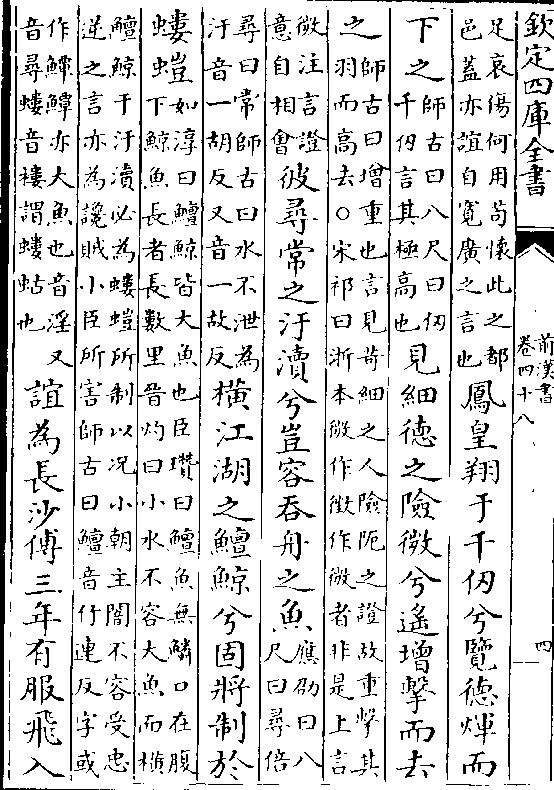 欽定四庫全書
前漢書
卷四十八
四
足哀傷何用苟懷此之都
邑蓋亦誼自寛廣之言也
鳳皇翔于千仞兮覽德煇而
下之
師古曰八尺曰仞
千仞言其極高也
見細德之險微兮遙增擊而去
之
師古曰增重也言見苛細之人險阨之證故重擊其
羽而高去○宋祁曰浙本微作徴作微者非是上言
微注言證
意自相會
彼尋常之汙瀆兮豈容吞舟之魚
應劭曰八
尺曰尋倍
尋曰常師古曰水不泄為
汙音一胡反又音一故反
橫江湖之鱣鯨兮固將制於
螻螘
如淳曰鱣鯨皆大魚也臣瓚曰鱣魚無鱗口在腹
下鯨魚長者長數里晉灼曰小水不容大魚而橫
鱣鯨于汙瀆必為螻螘所制以况小朝主闇不容受忠
逆之言亦為讒賊小臣所害師古曰鱣音竹連反字或
作鱏鱏亦大魚也音淫又
音尋螻音褸謂螻蛄也
誼為長沙傅三年有服飛入